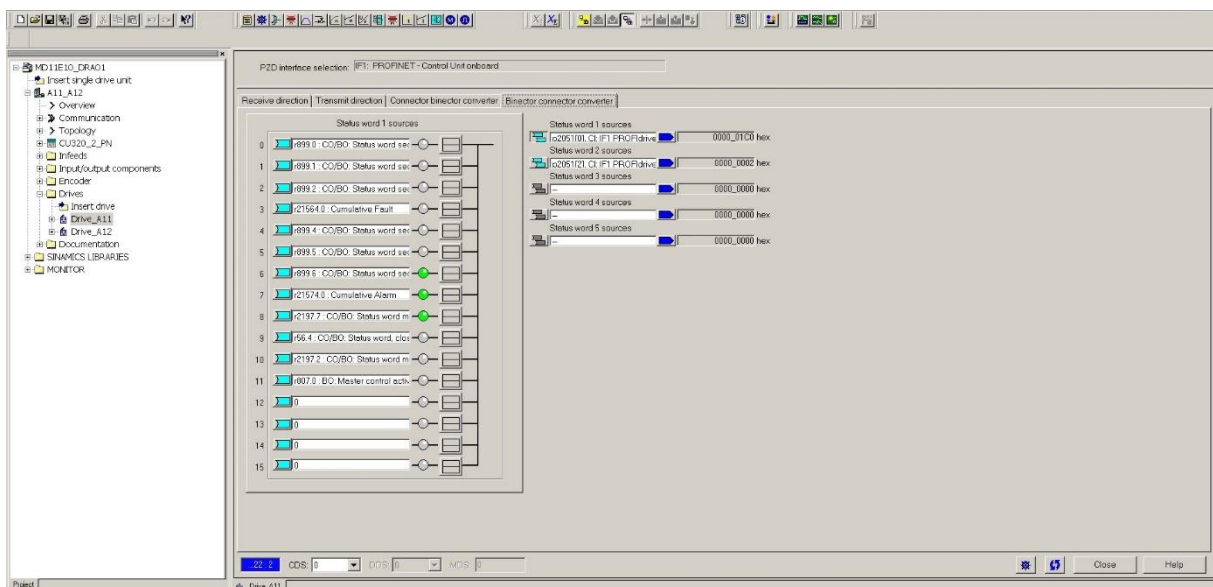 MD11E10_DRA01
Insert single drive unit
A11_A12
Overview
Communication
Topology
CU320_2_PN
Infeeds
Input/output components
Encoder
Drives
Insert drive
Drive_A11
Drive_A12
Documentation
SINAMICS LIBRARIES
MONITOR
Project
PZD interface selection: IF1: PROFINET - Control Unit onboard
Receive direction Transmit direction Connector binector converter Binector connector converter
Status word 1 sources
0 r899.0 : CO/BO: Status word sec
1 r899.1 : CO/BO: Status word sec
2 r899.2 : CO/BO: Status word sec
3 r21564.0 : Cumulative Fault
4 r899.4 : CO/BO: Status word sec
5 r899.5 : CO/BO: Status word sec
6 r899.6 : CO/BO: Status word sec
7 r21574.0 : Cumulative Alarm
8 r2197.7 : CO/BO: Status word m
9 r56.4 : CO/BO: Status word, clos
10 r2197.2 : CO/BO: Status word m
11 r807.0 : BO: Master control activ
12 0
13 0
14 0
15 0
Status word 1 sources
p2051[0], CI: IF1 PROFIdrive 0000_01C0 hex
Status word 2 sources
p2051[2], CI: IF1 PROFIdrive 0000_0002 hex
Status word 3 sources
-- 0000_0000 hex
Status word 4 sources
-- 0000_0000 hex
Status word 5 sources
-- 0000_0000 hex
CDS: 0 DDS: 0 MDS: 0
Close Help
Drive_A11